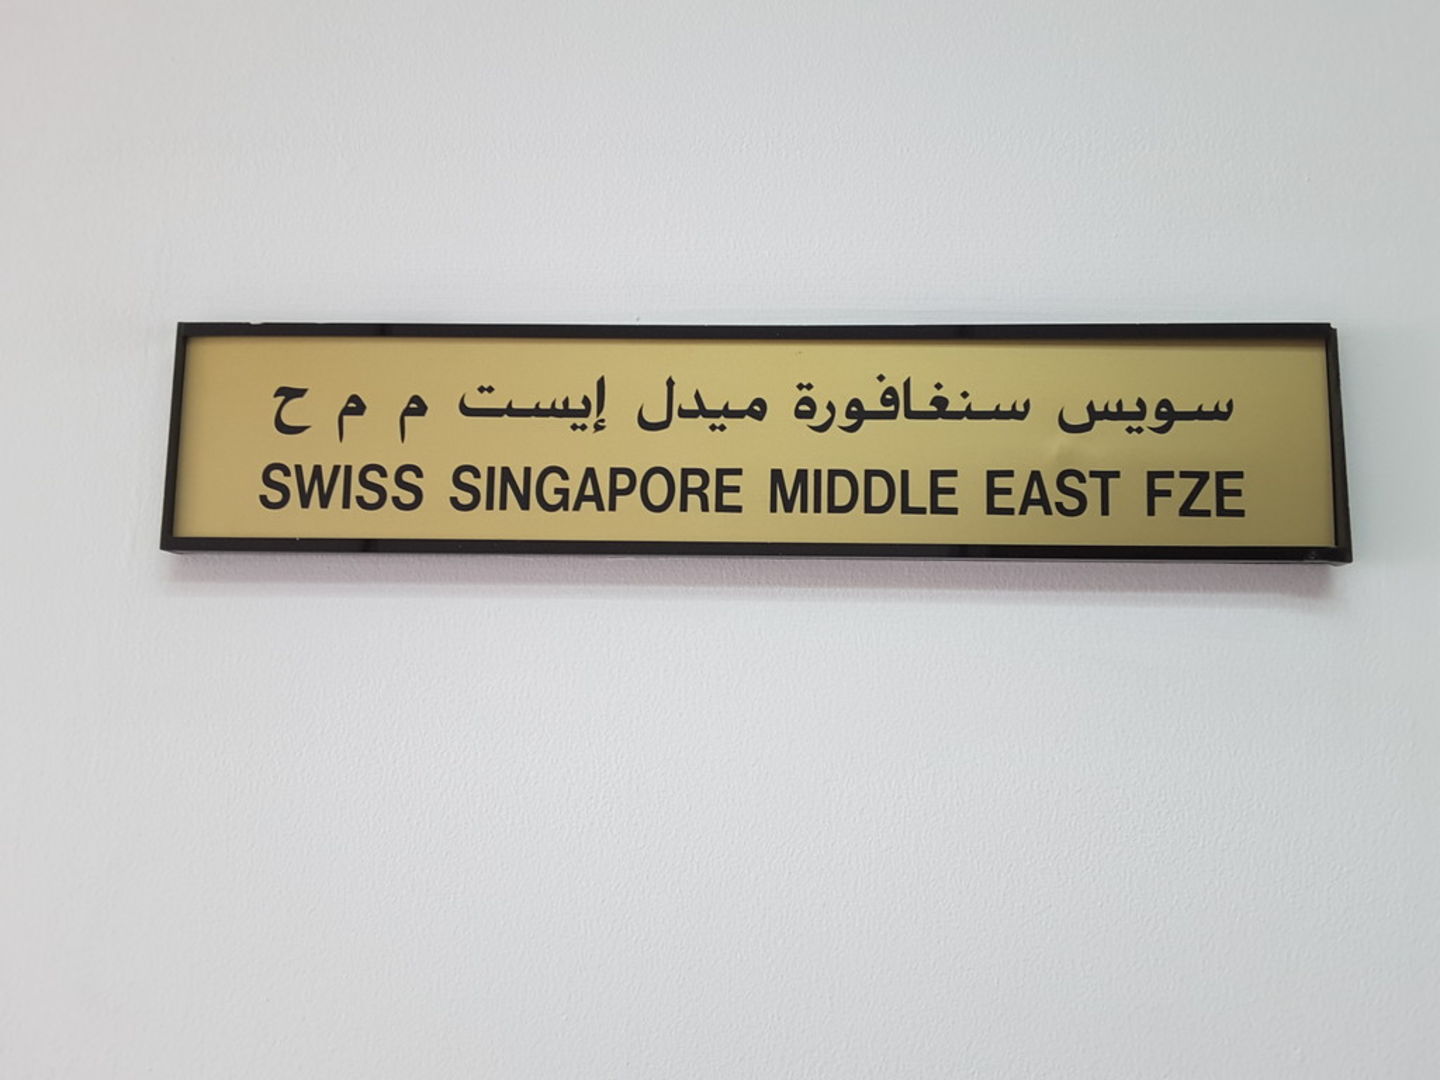 سويس سنغافورة ميدل إيست م م ح
SWISS SINGAPORE MIDDLE EAST FZE